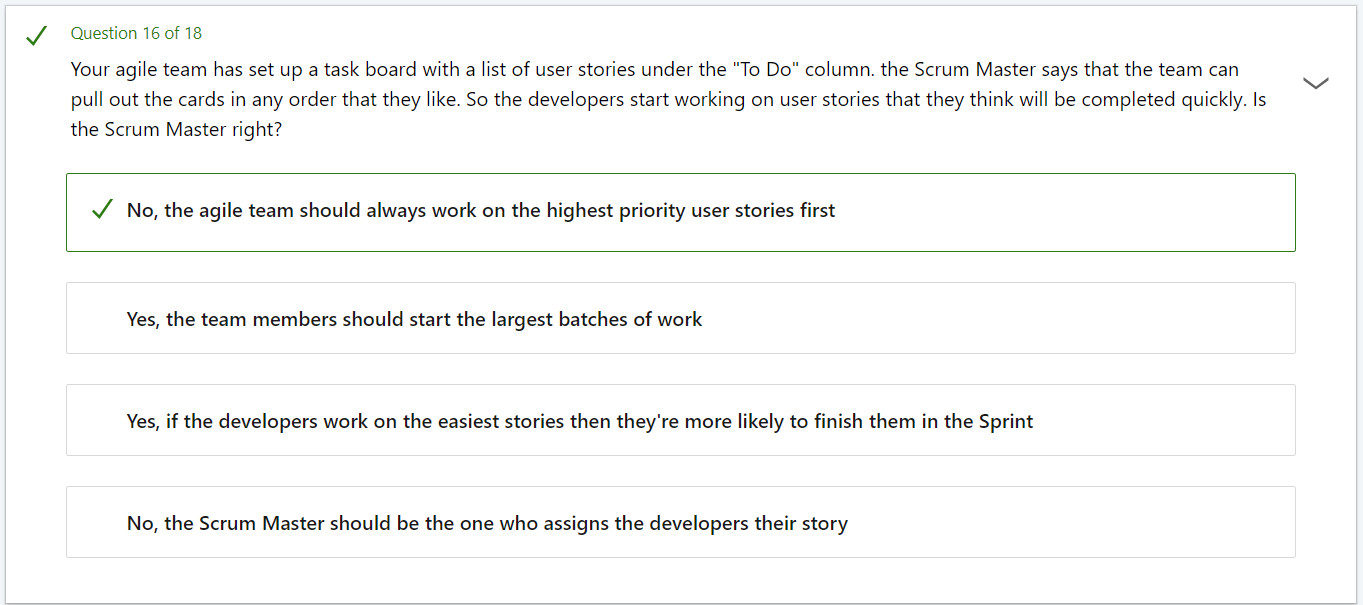 Question 16 of 18
Your agile team has set up a task board with a list of user stories under the "To Do" column. the Scrum Master says that the team can
pull out the cards in any order that they like. So the developers start working on user stories that they think will be completed quickly. Is
the Scrum Master right?
No, the agile team should always work on the highest priority user stories first
Yes, the team members should start the largest batches of work
Yes, if the developers work on the easiest stories then they're more likely to finish them in the Sprint
No, the Scrum Master should be the one who assigns the developers their story